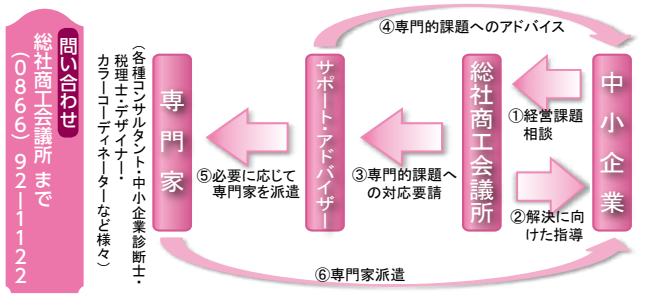 問い合わせ
総社商工会議所 まで
(0866) 92―1122
④専門的課題へのアドバイス
中小企業
①経営課題
相談
②解決に向
けた指導
総社商工会議所
③専門的課題へ
の対応要請
サポート・アドバイザー
⑤必要に応じて
専門家を派遣
専門家
(各種コンサルタント・中小企業診断士・
税理士・デザイナー・
カラーコーディネーターなど様々)
⑥専門家派遣